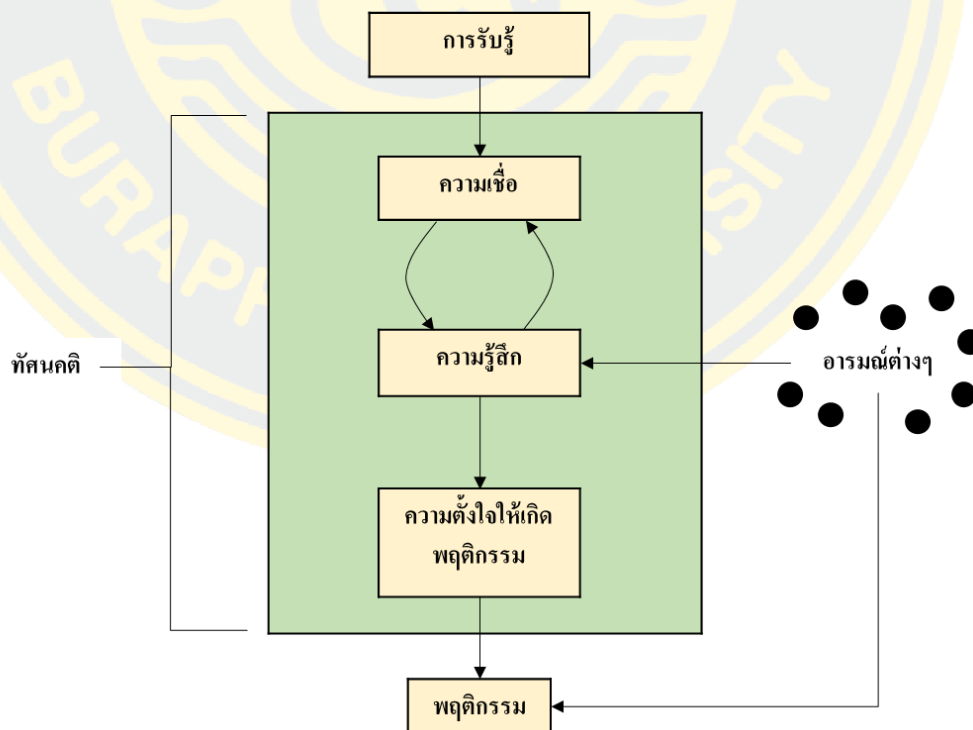 การรับรู้
ความเชื่อ
ความรู้สึก
ทัศนคติ
อารมณ์ต่างๆ
ความตั้งใจให้เกิด
พฤติกรรม
พฤติกรรม